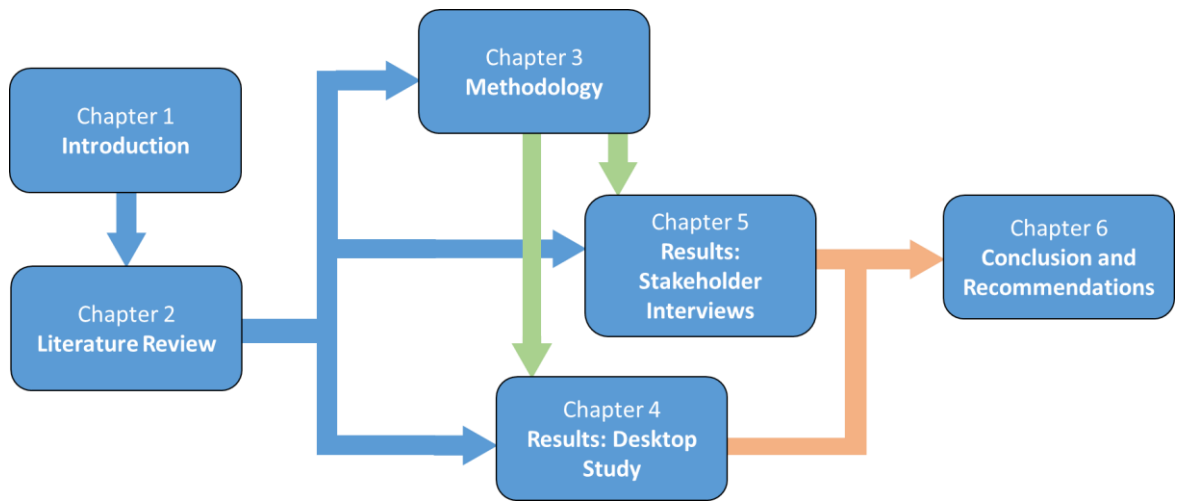 Chapter 1
Introduction
Chapter 2
Literature Review
Chapter 3
Methodology
Chapter 5
Results:
Stakeholder
Interviews
Chapter 4
Results: Desktop
Study
Chapter 6
Conclusion and
Recommendations